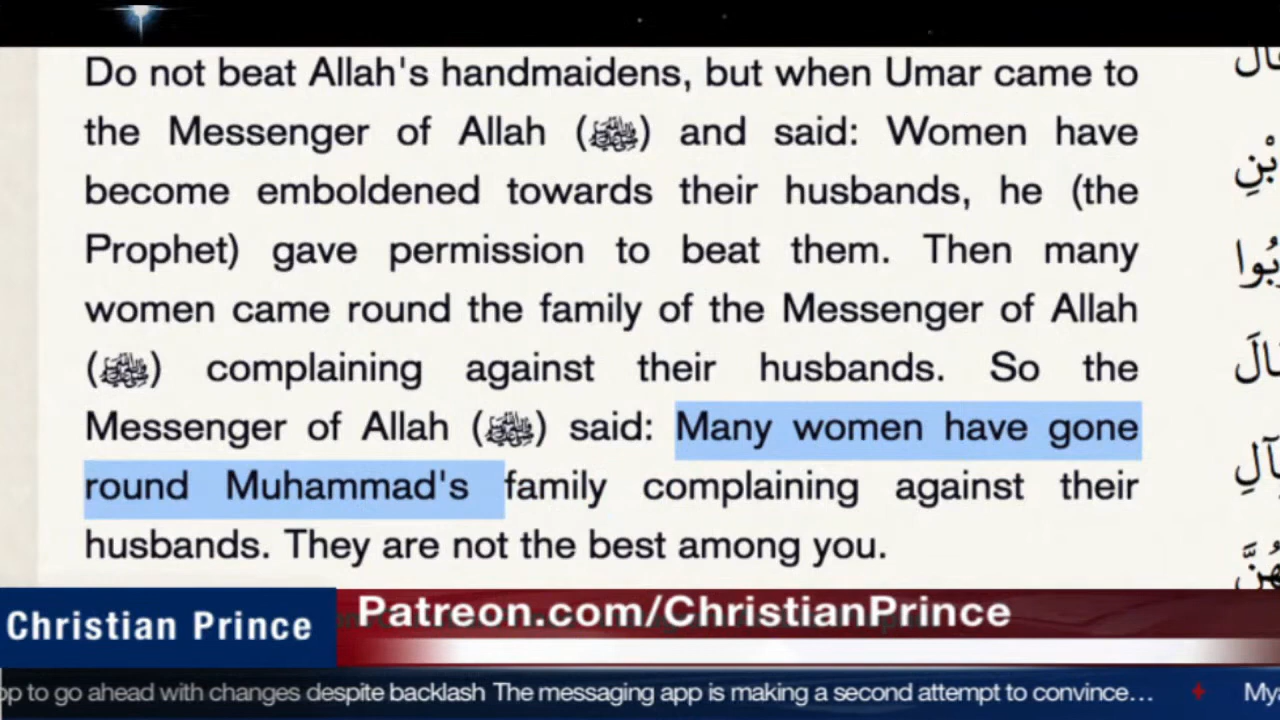 Do not beat Allah's handmaidens, but when Umar came to
the Messenger of Allah (ﷺ) and said: Women have
become emboldened towards their husbands, he (the
Prophet) gave permission to beat them. Then many
women came round the family of the Messenger of Allah
(ﷺ) complaining against their husbands. So the
Messenger of Allah (ﷺ) said: Many women have gone
round Muhammad's family complaining against their
husbands. They are not the best among you.
Christian Prince
Patreon.com/ChristianPrince
to go ahead with changes despite backlash The messaging app is making a second attempt to convince…